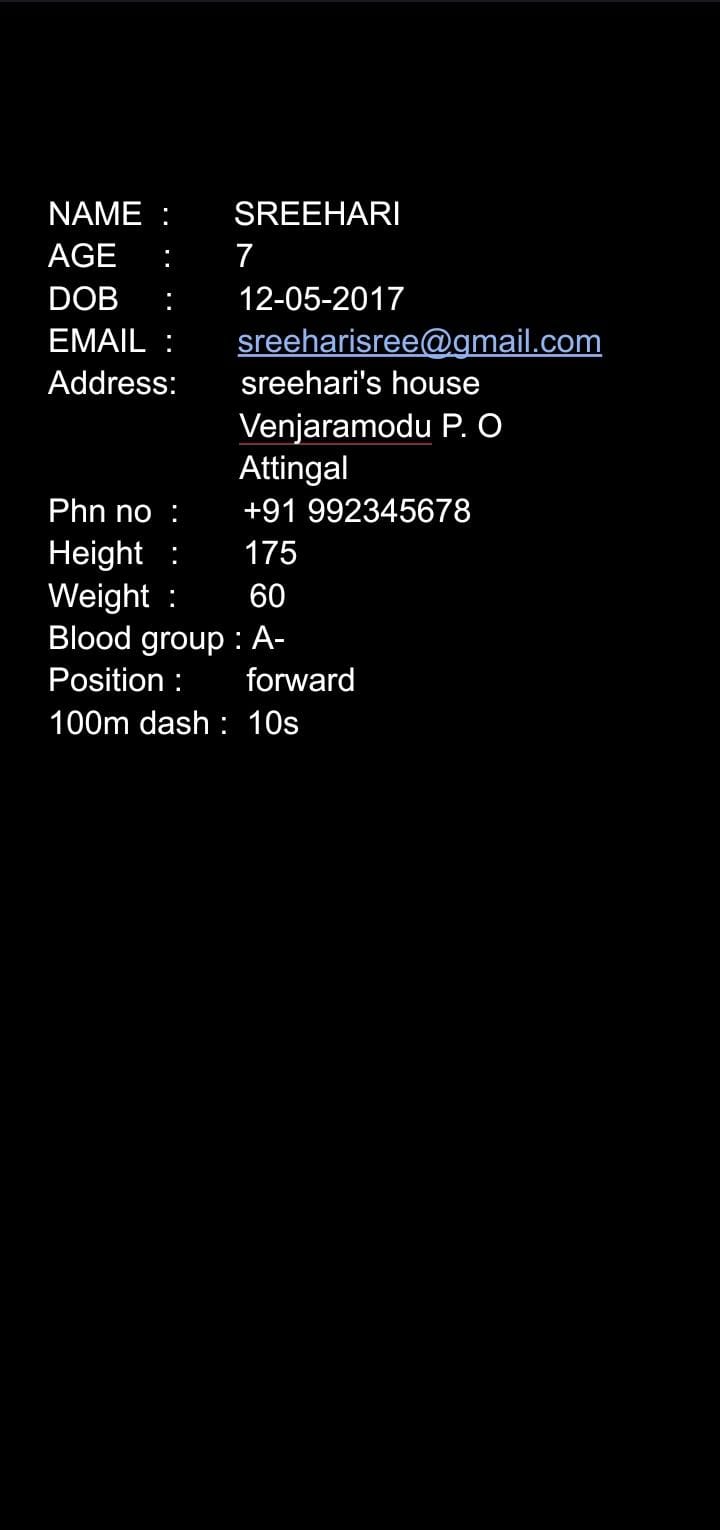 NAME : SREEHARI
AGE : 7
DOB : 12-05-2017
EMAIL : sreeharisree@gmail.com
Address: sreehari's house
Venjaramodu P. O
Attingal
Phn no : +91 992345678
Height : 175
Weight : 60
Blood group : A-
Position : forward
100m dash : 10s